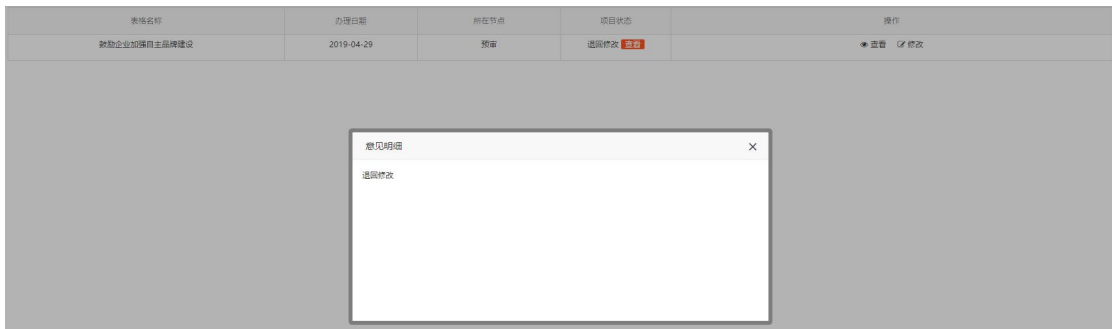 表格名称 办理日期 所在节点 项目状态 操作
鼓励企业加强自主品牌建设 2019-04-29 预审 退回修改 查看 查看 修改
意见明细 ×
退回修改